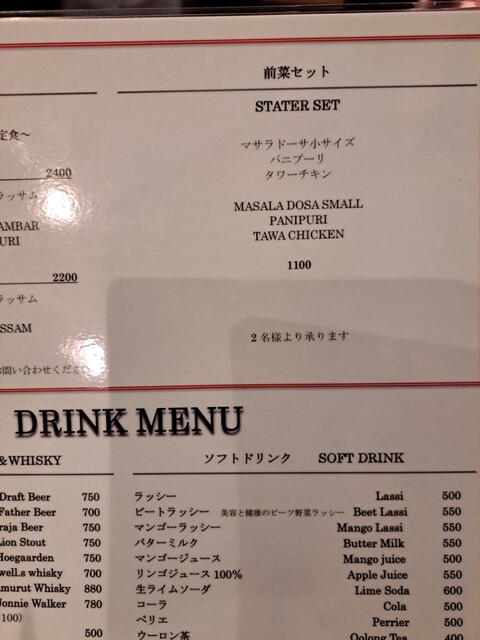 前菜セット
STATER SET
定食～
2400
ラッサム
AMBAR
URI
2200
ラッサム
SSAM
お問い合わせくださ
マサラドーサ小サイズ
パニプーリ
タワーチキン
MASALA DOSA SMALL
PANIPURI
TAWA CHICKEN
1100
2名様より承ります
DRINK MENU
&WHISKY
Draft Beer 750
Father Beer 700
raja Beer 750
Lion Stout 750
Hoegaarden 750
well.s whisky 700
murut Whisky 880
onnie Walker 780
100)
500
ソフトドリンク SOFT DRINK
ラッシー Lassi 500
ビートラッシー 美容と健康のビーツ野菜ラッシー Beet Lassi 550
マンゴーラッシー Mango Lassi 550
バターミルク Butter Milk 550
マンゴージュース Mango juice 500
リンゴジュース 100% Apple Juice 550
生ライムソーダ Lime Soda 600
コーラ Cola 500
ペリエ Perrier 500
ウーロン茶 Oolong Tea 400